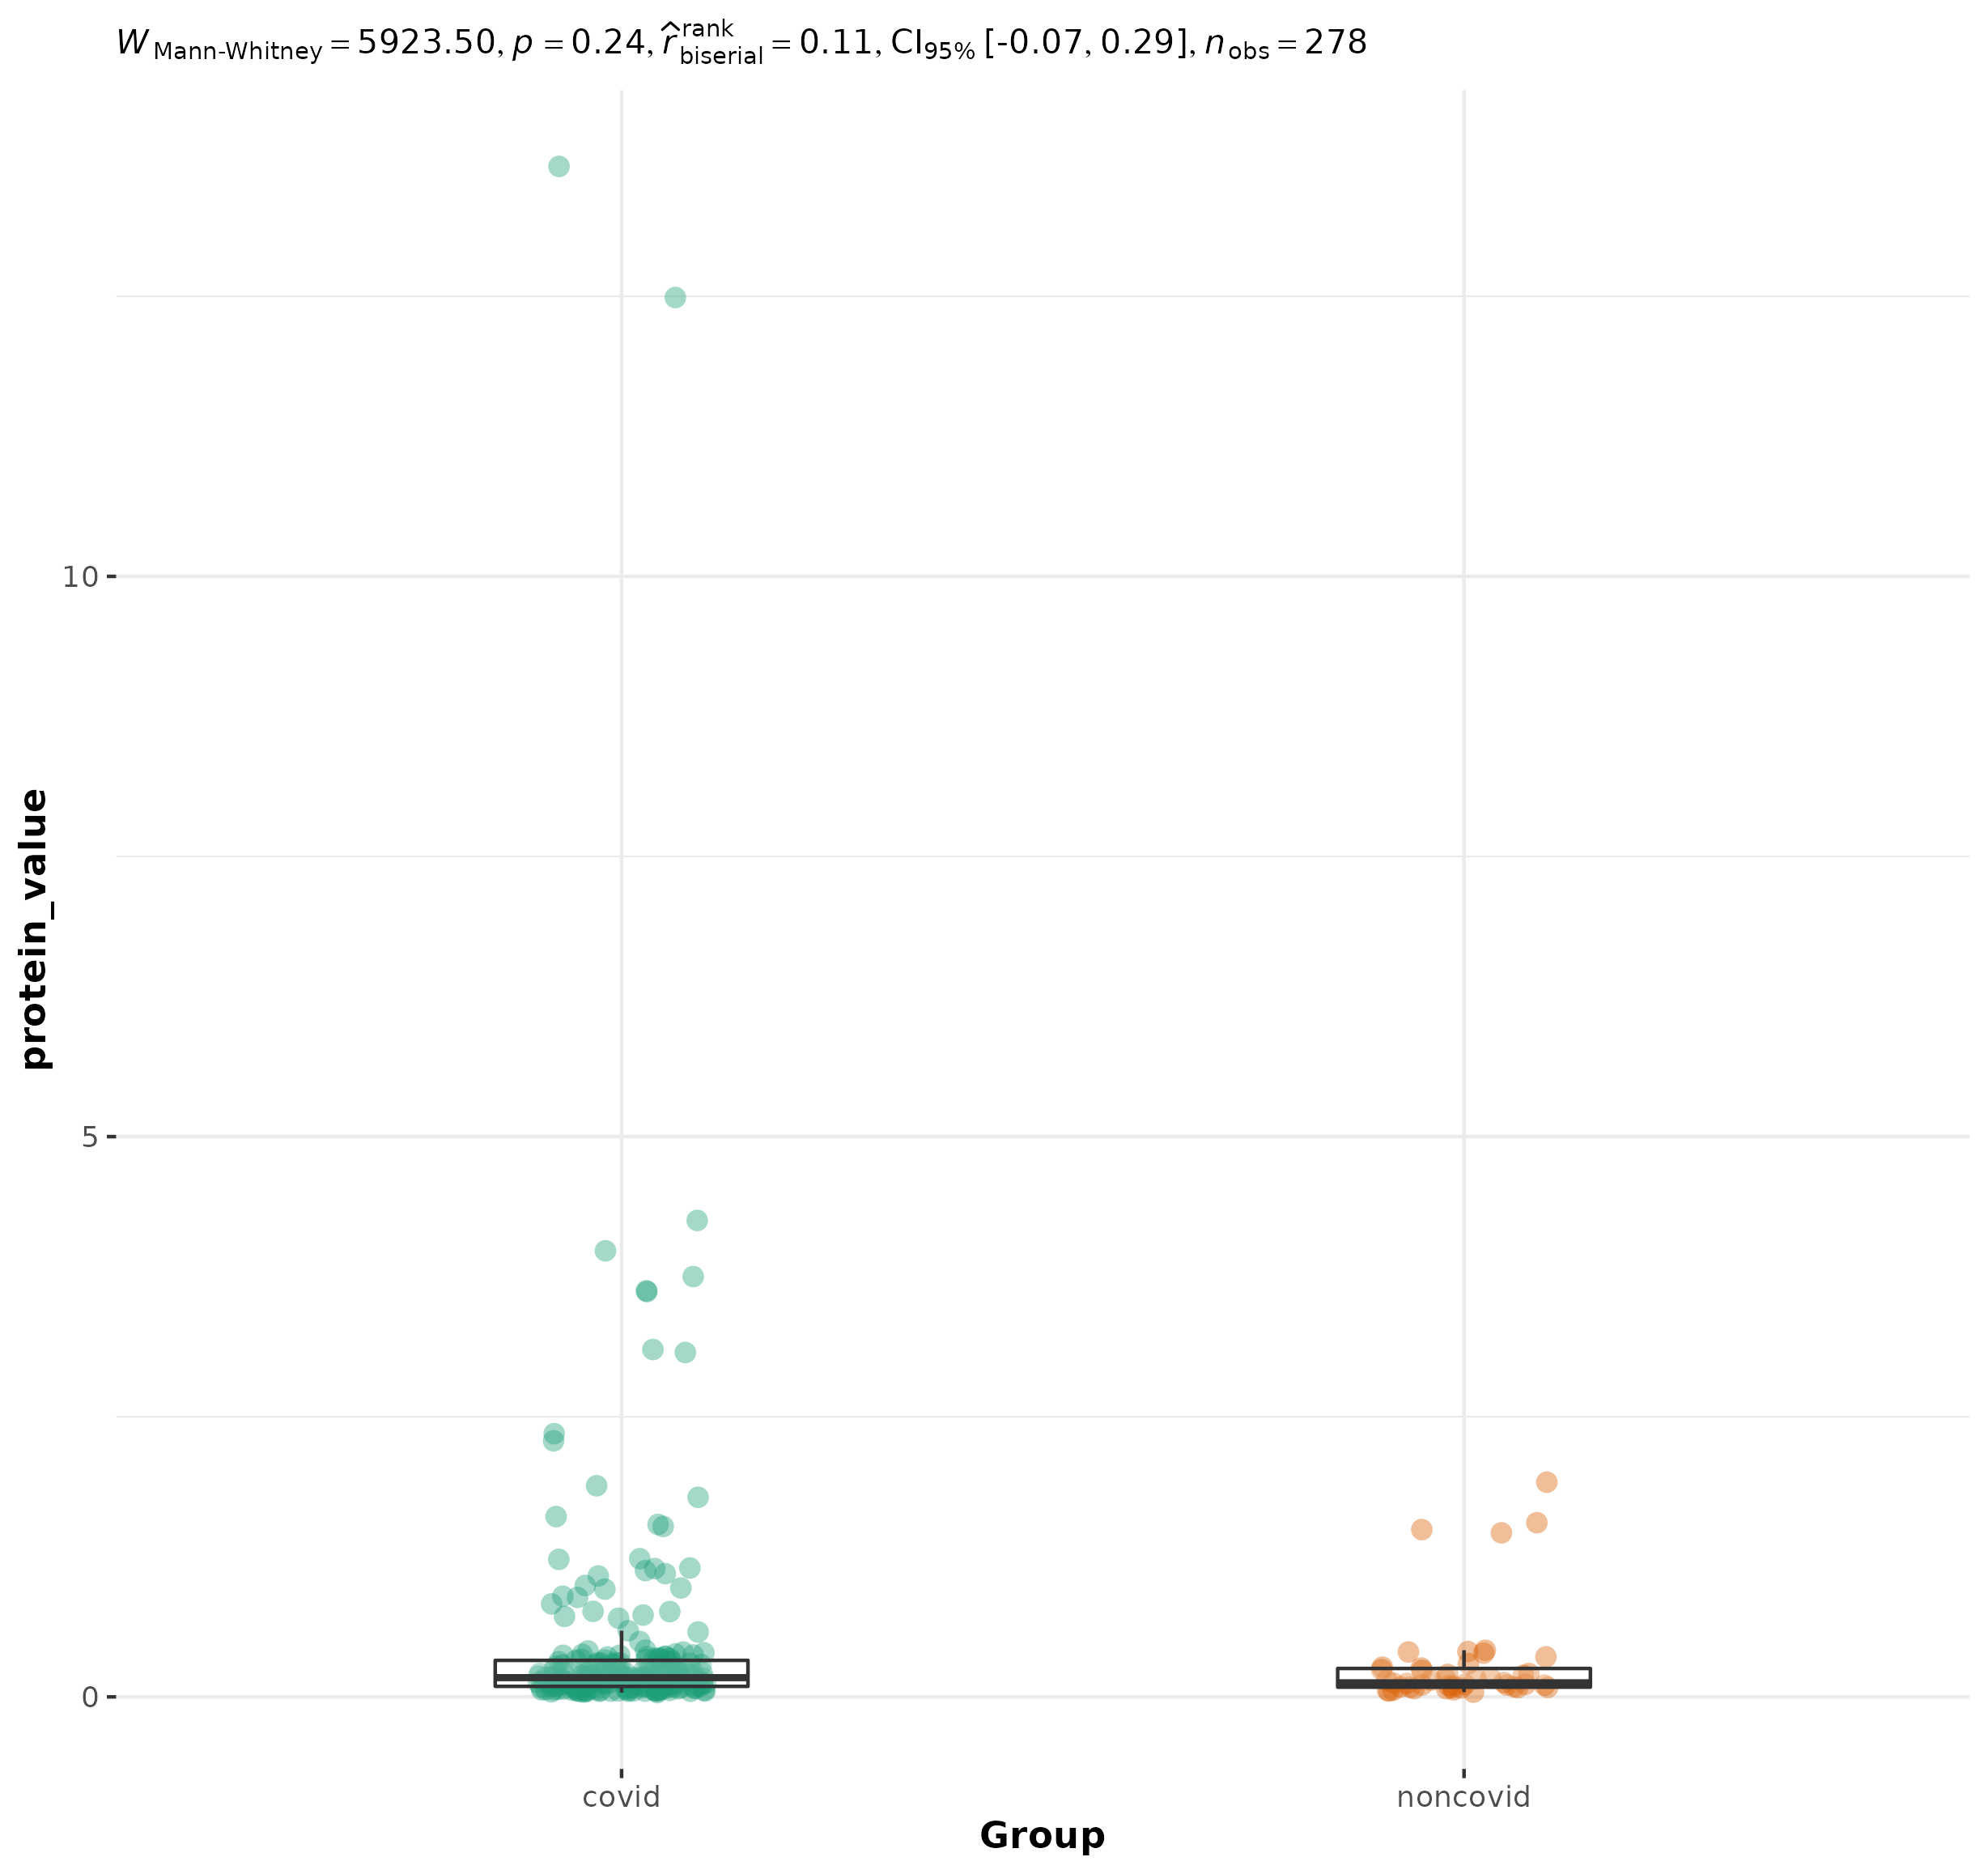 W Mann-Whitney = 5923.50, p = 0.24, r̂ rank biserial = 0.11, CI95% [-0.07, 0.29], nobs = 278
10
5
0
protein_value
covid noncovid
Group